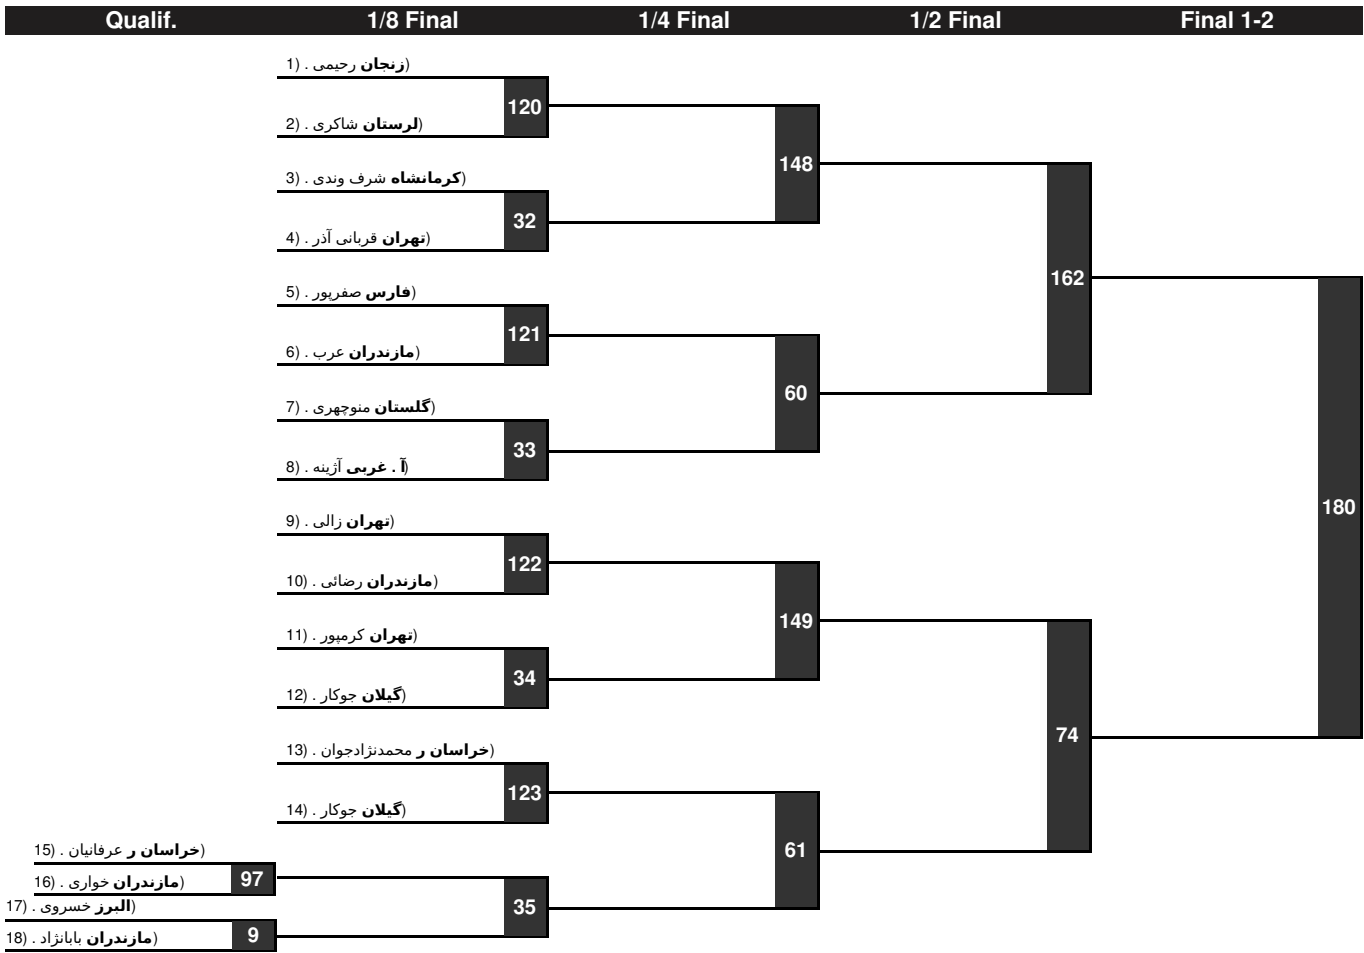 Qualif. 1/8 Final 1/4 Final 1/2 Final Final 1-2
1) . رحیمی زنجان)
120
2) . شاکری لرستان)
148
3) . شرف وندی کرمانشاه)
32
4) . قربانی آذر تهران)
162
5) . صفرپور فارس)
121
6) . عرب مازندران)
60
7) . منوچهری گلستان)
33
8) . آژینه آ . غربی)
180
9) . زالی تهران)
122
10) . رضائی مازندران)
149
11) . کرمپور تهران)
34
12) . جوکار گیلان)
74
13) . محمدنژادجوان خراسان ر)
123
14) . جوکار گیلان)
61
15) . عرفانیان خراسان ر)
97
16) . خواری مازندران)
35
17) . خسروی البرز)
9
18) . بابانژاد مازندران)